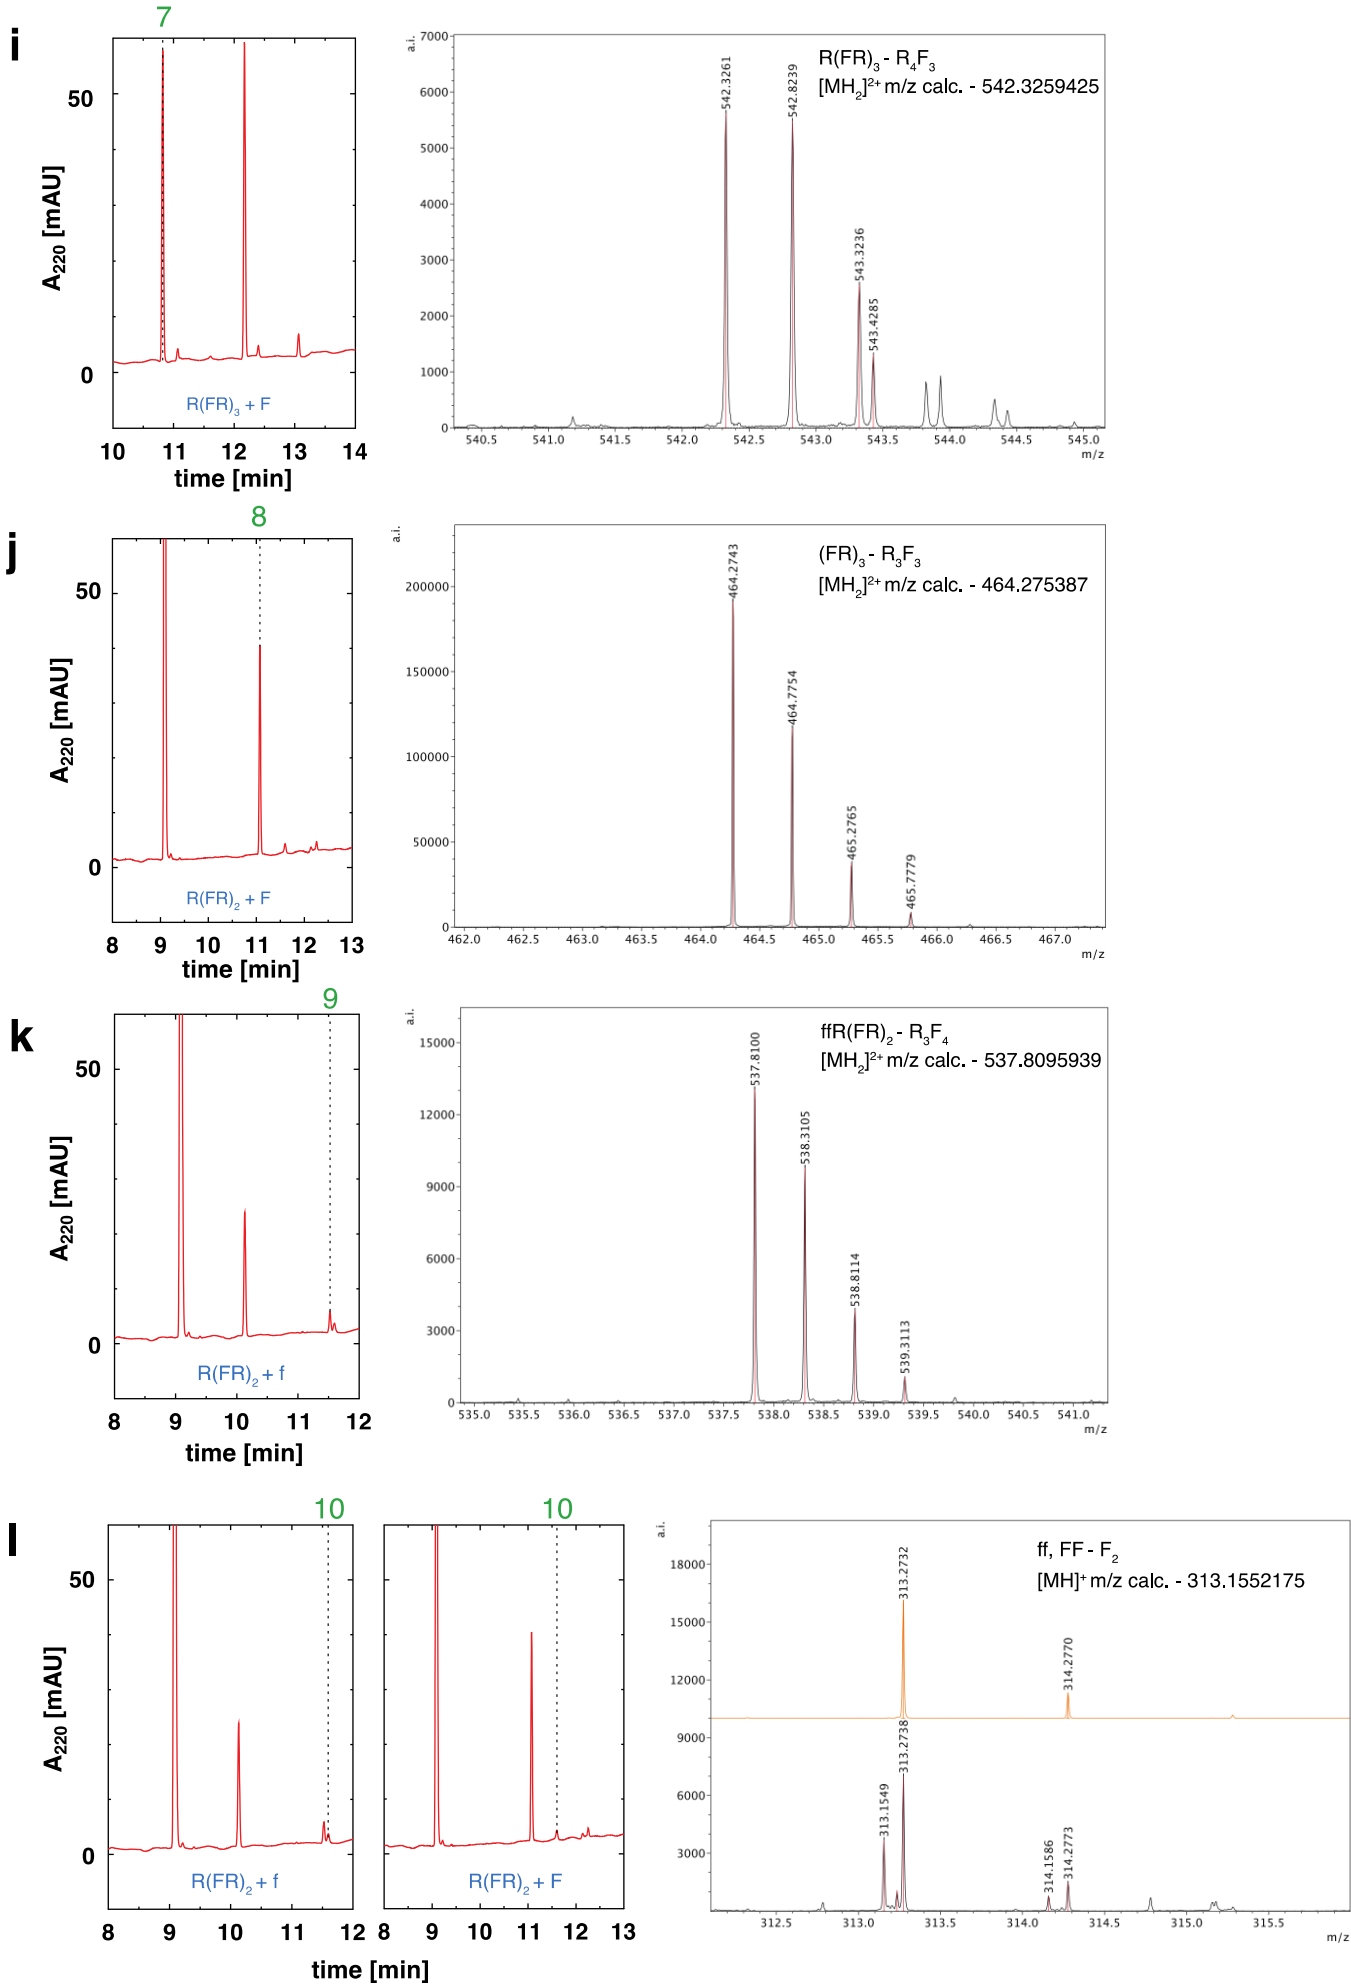 i
7
50
0
A220 [mAU]
R(FR)3 + F
10 11 12 13 14
time [min]
a.i.
7000
6000
5000
4000
3000
2000
1000
0
542.3261
542.8239
543.3236
543.4285
R(FR)3 - R4F3
[MH2]2+ m/z calc. - 542.3259425
540.5 541.0 541.5 542.0 542.5 543.0 543.5 544.0 544.5 545.0
m/z
j
8
50
0
A220 [mAU]
R(FR)2 + F
8 9 10 11 12 13
time [min]
a.i.
200000
150000
100000
50000
0
464.2743
464.7754
465.2765
465.7779
(FR)3 - R3F3
[MH2]2+ m/z calc. - 464.275387
462.0 462.5 463.0 463.5 464.0 464.5 465.0 465.5 466.0 466.5 467.0
m/z
k
9
50
0
A220 [mAU]
R(FR)2 + f
8 9 10 11 12
time [min]
a.i.
15000
12000
9000
6000
3000
0
537.8100
538.3105
538.8114
539.3113
ffR(FR)2 - R3F4
[MH2]2+ m/z calc. - 537.8095939
535.0 535.5 536.0 536.5 537.0 537.5 538.0 538.5 539.0 539.5 540.0 540.5 541.0
m/z
l
10
50
0
A220 [mAU]
R(FR)2 + f
8 9 10 11 12
10
R(FR)2 + F
8 9 10 11 12 13
time [min]
a.i.
18000
15000
12000
9000
6000
3000
313.2732
314.2770
313.1549
313.2738
314.1586
314.2773
ff, FF - F2
[MH]+ m/z calc. - 313.1552175
312.5 313.0 313.5 314.0 314.5 315.0 315.5
m/z